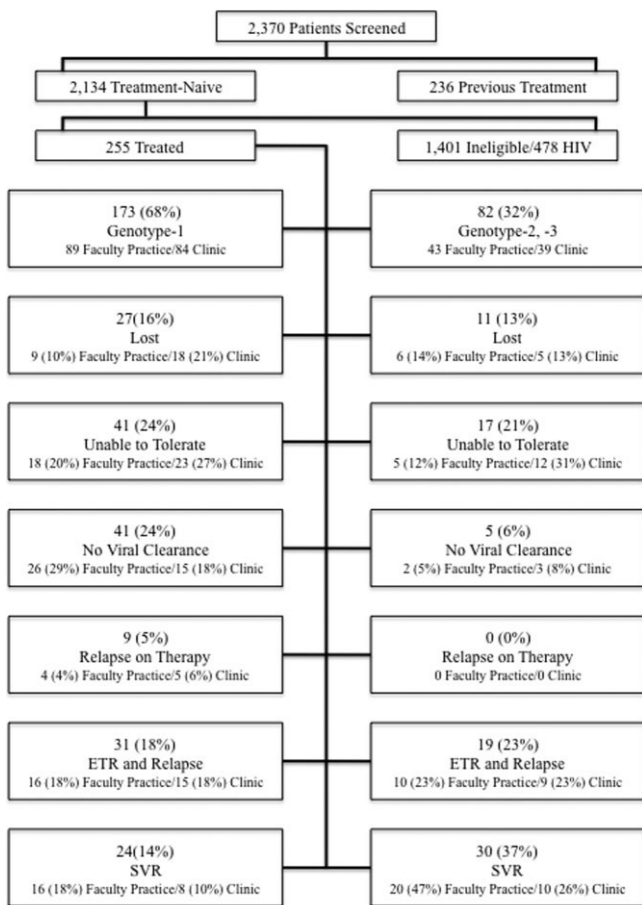 2,370 Patients Screened
2,134 Treatment-Naive
236 Previous Treatment
255 Treated
1,401 Ineligible/478 HIV
173 (68%)
Genotype-1
89 Faculty Practice/84 Clinic
82 (32%)
Genotype-2, -3
43 Faculty Practice/39 Clinic
27(16%)
Lost
9 (10%) Faculty Practice/18 (21%) Clinic
11 (13%)
Lost
6 (14%) Faculty Practice/5 (13%) Clinic
41 (24%)
Unable to Tolerate
18 (20%) Faculty Practice/23 (27%) Clinic
17 (21%)
Unable to Tolerate
5 (12%) Faculty Practice/12 (31%) Clinic
41 (24%)
No Viral Clearance
26 (29%) Faculty Practice/15 (18%) Clinic
5 (6%)
No Viral Clearance
2 (5%) Faculty Practice/3 (8%) Clinic
9 (5%)
Relapse on Therapy
4 (4%) Faculty Practice/5 (6%) Clinic
0 (0%)
Relapse on Therapy
0 Faculty Practice/0 Clinic
31 (18%)
ETR and Relapse
16 (18%) Faculty Practice/15 (18%) Clinic
19 (23%)
ETR and Relapse
10 (23%) Faculty Practice/9 (23%) Clinic
24(14%)
SVR
16 (18%) Faculty Practice/8 (10%) Clinic
30 (37%)
SVR
20 (47%) Faculty Practice/10 (26%) Clinic